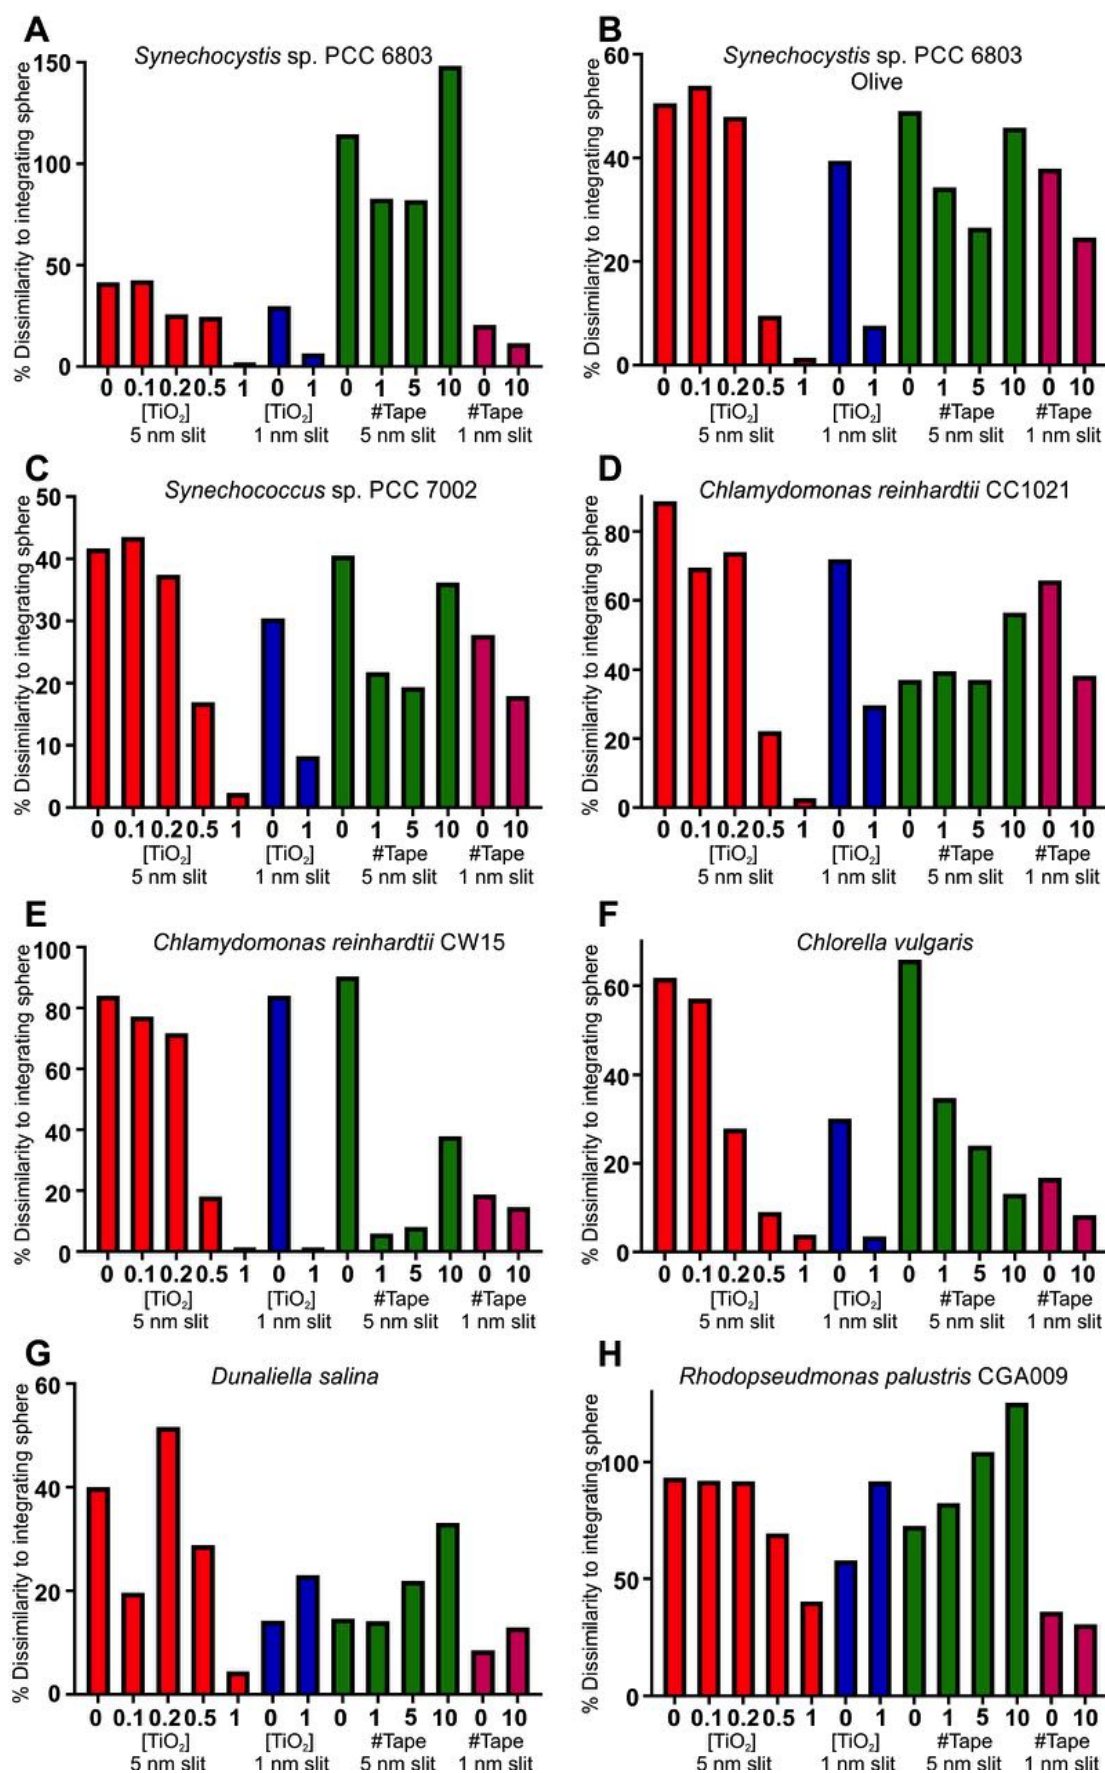 A
Synechocystis sp. PCC 6803
% Dissimilarity to integrating sphere
150
100
50
0
0 0.1 0.2 0.5 1 0 1 0 1 5 10 0 10
[TiO₂] [TiO₂] #Tape #Tape
5 nm slit 1 nm slit 5 nm slit 1 nm slit
B
Synechocystis sp. PCC 6803
Olive
% Dissimilarity to integrating sphere
60
40
20
0
0 0.1 0.2 0.5 1 0 1 0 1 5 10 0 10
[TiO₂] [TiO₂] #Tape #Tape
5 nm slit 1 nm slit 5 nm slit 1 nm slit
C
Synechococcus sp. PCC 7002
% Dissimilarity to integrating sphere
50
40
30
20
10
0
0 0.1 0.2 0.5 1 0 1 0 1 5 10 0 10
[TiO₂] [TiO₂] #Tape #Tape
5 nm slit 1 nm slit 5 nm slit 1 nm slit
D
Chlamydomonas reinhardtii CC1021
% Dissimilarity to integrating sphere
80
60
40
20
0
0 0.1 0.2 0.5 1 0 1 0 1 5 10 0 10
[TiO₂] [TiO₂] #Tape #Tape
5 nm slit 1 nm slit 5 nm slit 1 nm slit
E
Chlamydomonas reinhardtii CW15
% Dissimilarity to integrating sphere
100
80
60
40
20
0
0 0.1 0.2 0.5 1 0 1 0 1 5 10 0 10
[TiO₂] [TiO₂] #Tape #Tape
5 nm slit 1 nm slit 5 nm slit 1 nm slit
F
Chlorella vulgaris
% Dissimilarity to integrating sphere
60
40
20
0
0 0.1 0.2 0.5 1 0 1 0 1 5 10 0 10
[TiO₂] [TiO₂] #Tape #Tape
5 nm slit 1 nm slit 5 nm slit 1 nm slit
G
Dunaliella salina
% Dissimilarity to integrating sphere
60
40
20
0
0 0.1 0.2 0.5 1 0 1 0 1 5 10 0 10
[TiO₂] [TiO₂] #Tape #Tape
5 nm slit 1 nm slit 5 nm slit 1 nm slit
H
Rhodopseudmonas palustris CGA009
% Dissimilarity to integrating sphere
100
50
0
0 0.1 0.2 0.5 1 0 1 0 1 5 10 0 10
[TiO₂] [TiO₂] #Tape #Tape
5 nm slit 1 nm slit 5 nm slit 1 nm slit